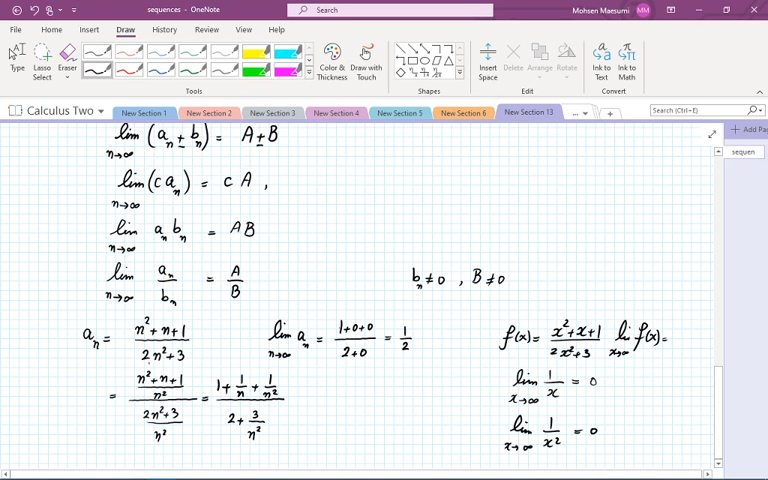 sequences - OneNote
Search
Mohsen Maesumi MM
File Home Insert Draw History Review View Help
Type Lasso Select Eraser
Color & Thickness Draw with Touch
Insert Space Delete Arrange Rotate
Ink to Text Ink to Math
Tools Shapes Edit Convert
Calculus Two New Section 1 New Section 2 New Section 3 New Section 4 New Section 5 New Section 6 New Section 13 ... + Search (Ctrl+E)
Add Pag
sequen
lim n→∞ (a_n ± b_n) = A ± B
lim n→∞ (c a_n) = c A ,
lim n→∞ a_n b_n = AB
lim n→∞ a_n / b_n = A / B b_n ≠ 0 , B ≠ 0
a_n = (n² + n + 1) / (2n² + 3) lim n→∞ a_n = (1 + 0 + 0) / (2 + 0) = 1/2 f(x) = (x² + x + 1) / (2x² + 3) lim x→∞ f(x) =
= ((n² + n + 1) / n²) / ((2n² + 3) / n²) = (1 + 1/n + 1/n²) / (2 + 3/n²) lim x→∞ 1/x = 0
lim x→∞ 1/x² = 0